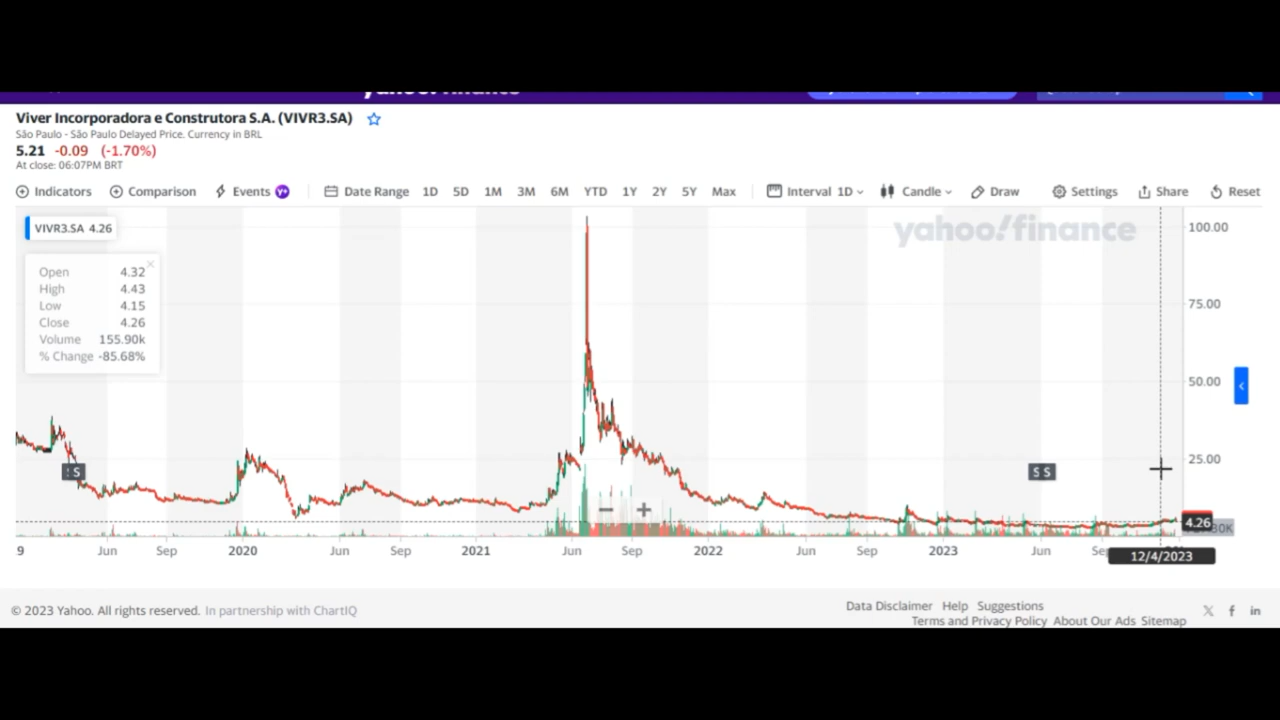 Viver Incorporadora e Construtora S.A. (VIVR3.SA)
São Paulo - São Paulo Delayed Price. Currency in BRL
5.21 -0.09 (-1.70%)
At close: 06:07PM BRT
Indicators Comparison Events y+ Date Range 1D 5D 1M 3M 6M YTD 1Y 2Y 5Y Max Interval 1D Candle Draw Settings Share Reset
VIVR3.SA 4.26
yahoo!finance
100.00
Open 4.32
High 4.43
Low 4.15
Close 4.26
Volume 155.90k
% Change -85.68%
75.00
50.00
25.00
S
S S
4.26
9 Jun Sep 2020 Jun Sep 2021 Jun Sep 2022 Jun Sep 2023 Jun
12/4/2023
© 2023 Yahoo. All rights reserved. In partnership with ChartIQ
Data Disclaimer Help Suggestions
Terms and Privacy Policy About Our Ads Sitemap